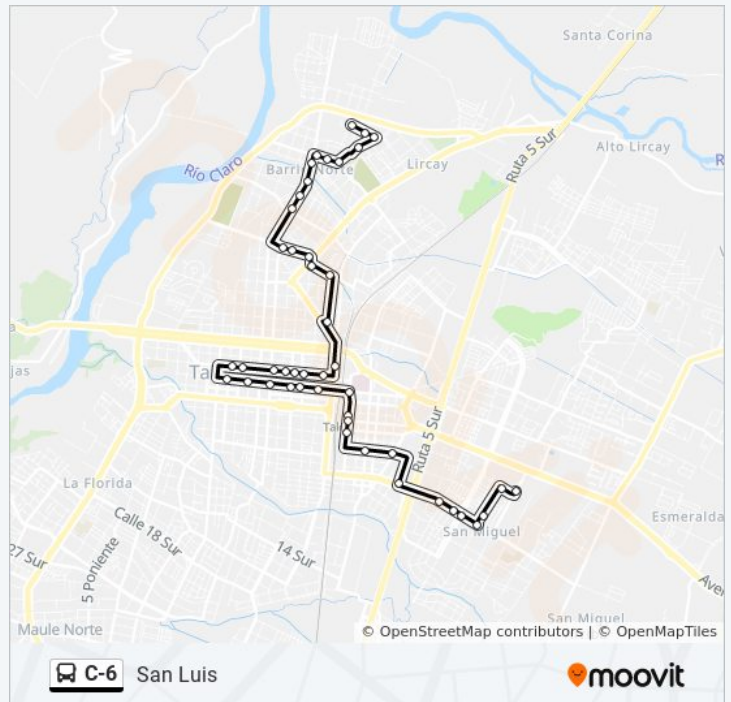 Santa Corina
Ruta 5 Sur
Alto Lircay
Río Claro
Barrio Norte
Lircay
R
Ta
jas
Tal
Ruta 5 Sur
La Florida
Calle 18 Sur
5 Poniente
14 Sur
27 Sur
San Miguel
Esmeralda
Ave
San Miguel
Maule Norte
© OpenStreetMap contributors | © OpenMapTiles
C-6 San Luis
moovit